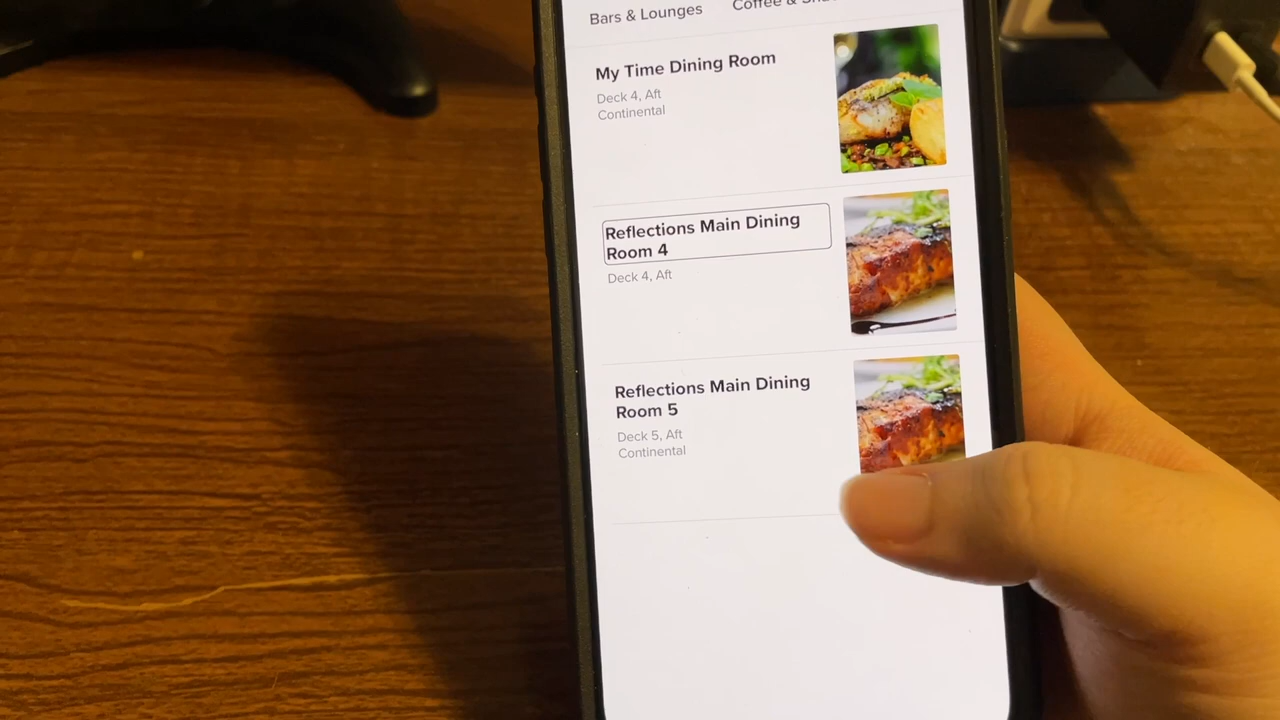 Bars & Lounges Coffee &
My Time Dining Room
Deck 4, Aft
Continental
Reflections Main Dining
Room 4
Deck 4, Aft
Reflections Main Dining
Room 5
Deck 5, Aft
Continental